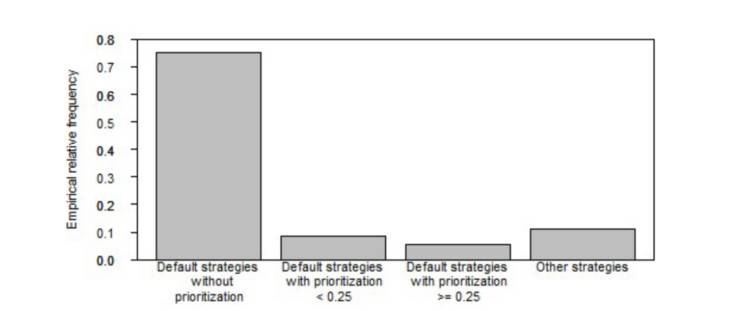 Empirical relative frequency
0.8
0.7
0.6
0.5
0.4
0.3
0.2
0.1
0.0
Default strategies
without
prioritization
Default strategies
with prioritization
< 0.25
Default strategies
with prioritization
>= 0.25
Other strategies